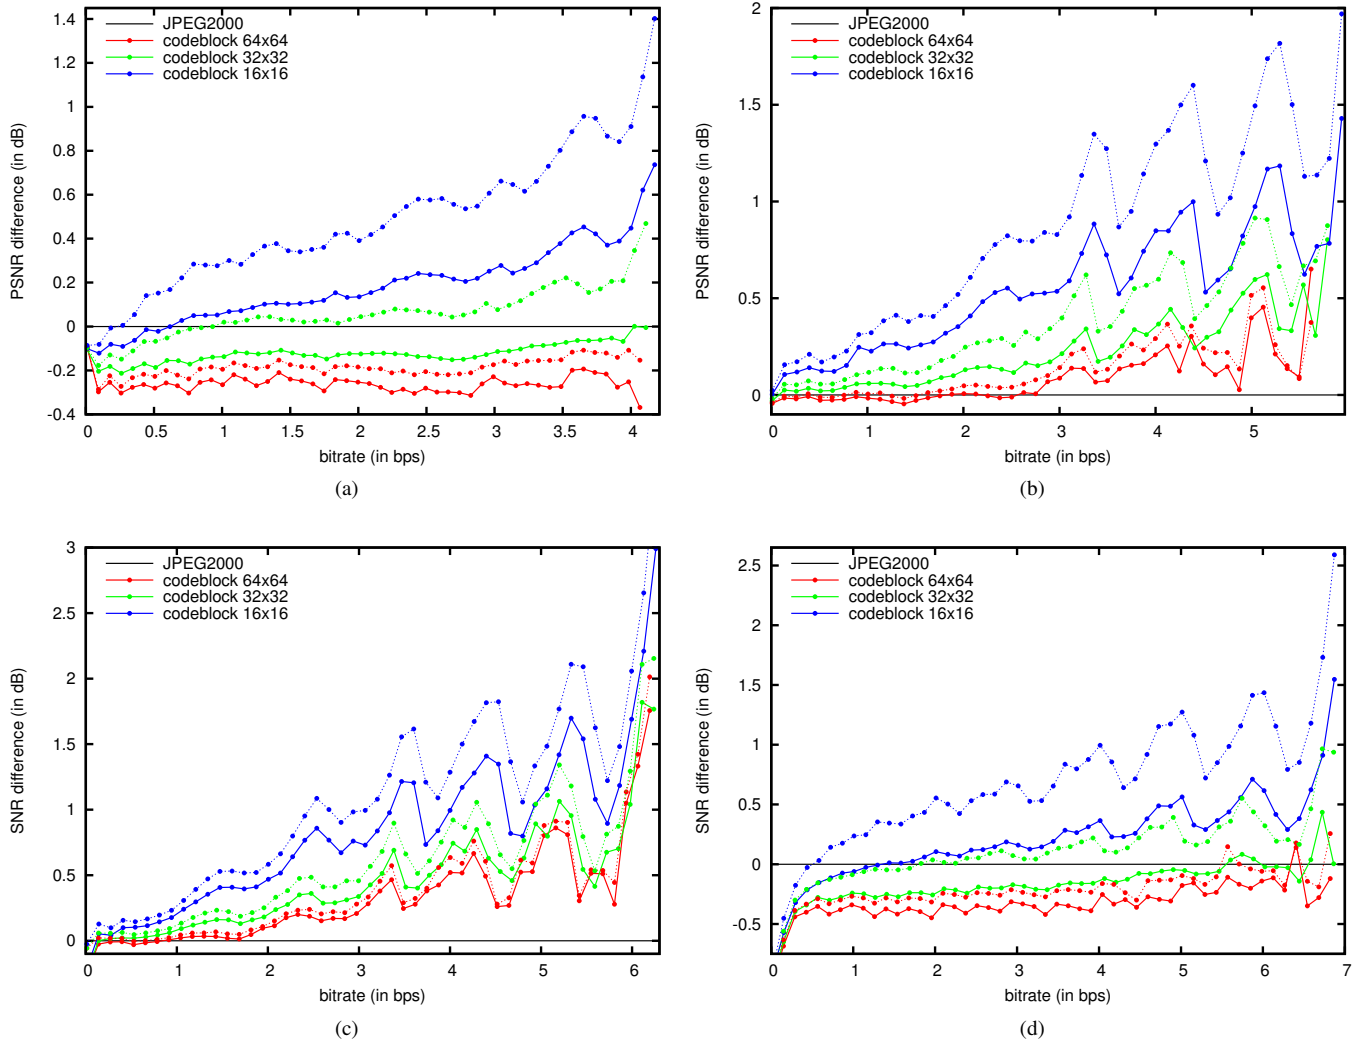 JPEG2000
codeblock 64x64
codeblock 32x32
codeblock 16x16
PSNR difference (in dB)
1.4
1.2
1
0.8
0.6
0.4
0.2
0
-0.2
-0.4
0 0.5 1 1.5 2 2.5 3 3.5 4
bitrate (in bps)
(a)
JPEG2000
codeblock 64x64
codeblock 32x32
codeblock 16x16
PSNR difference (in dB)
2
1.5
1
0.5
0
0 1 2 3 4 5
bitrate (in bps)
(b)
JPEG2000
codeblock 64x64
codeblock 32x32
codeblock 16x16
SNR difference (in dB)
3
2.5
2
1.5
1
0.5
0
0 1 2 3 4 5 6
bitrate (in bps)
(c)
JPEG2000
codeblock 64x64
codeblock 32x32
codeblock 16x16
SNR difference (in dB)
2.5
2
1.5
1
0.5
0
-0.5
0 1 2 3 4 5 6 7
bitrate (in bps)
(d)